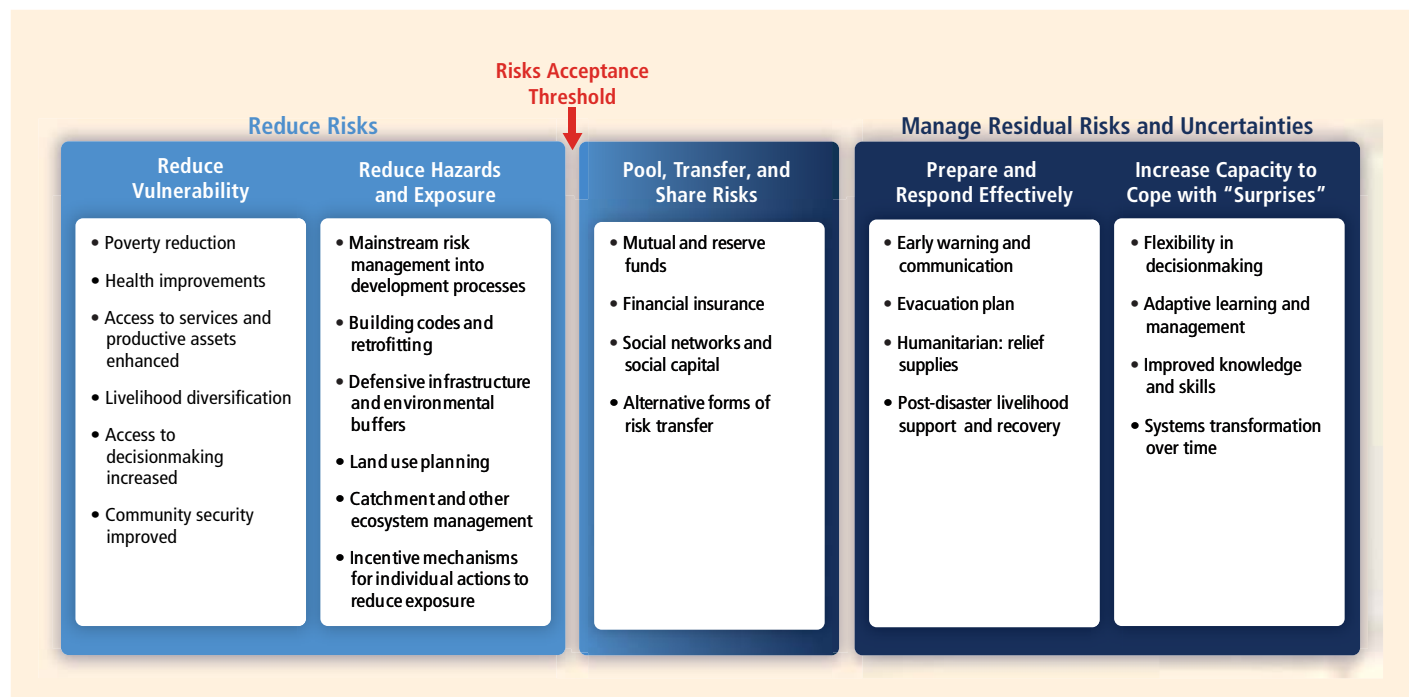 Risks Acceptance
Threshold
Reduce Risks
Manage Residual Risks and Uncertainties
Reduce
Vulnerability
• Poverty reduction
• Health improvements
• Access to services and
productive assets
enhanced
• Livelihood diversification
• Access to
decisionmaking
increased
• Community security
improved
Reduce Hazards
and Exposure
• Mainstream risk
management into
development processes
• Building codes and
retrofitting
• Defensive infrastructure
and environmental
buffers
• Land use planning
• Catchment and other
ecosystem management
• Incentive mechanisms
for individual actions to
reduce exposure
Pool, Transfer, and
Share Risks
• Mutual and reserve
funds
• Financial insurance
• Social networks and
social capital
• Alternative forms of
risk transfer
Prepare and
Respond Effectively
• Early warning and
communication
• Evacuation plan
• Humanitarian: relief
supplies
• Post-disaster livelihood
support and recovery
Increase Capacity to
Cope with “Surprises”
• Flexibility in
decisionmaking
• Adaptive learning and
management
• Improved knowledge
and skills
• Systems transformation
over time